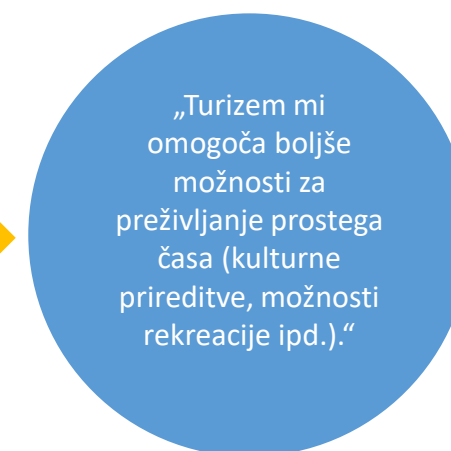 „Turizem mi
omogoča boljše
možnosti za
preživljanje prostega
časa (kulturne
prireditve, možnosti
rekreacije ipd.).“